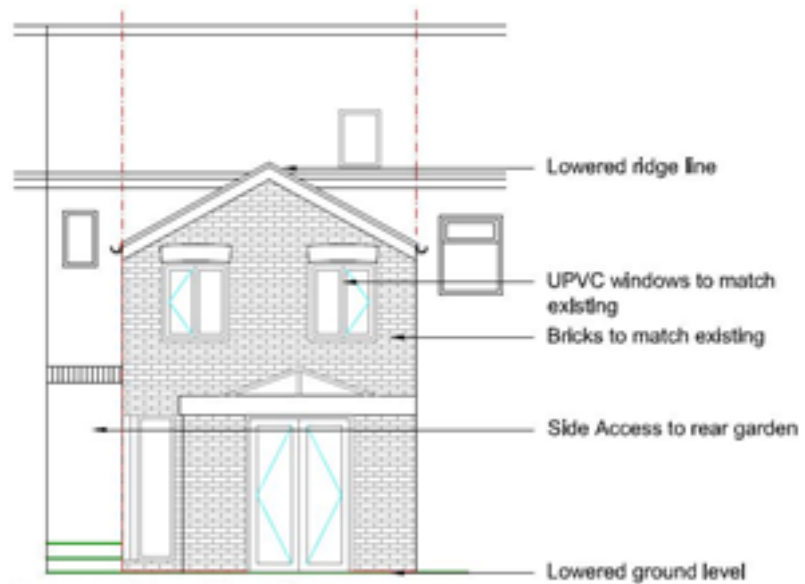 Lowered ridge line
UPVC windows to match
existing
Bricks to match existing
Side Access to rear garden
Lowered ground level